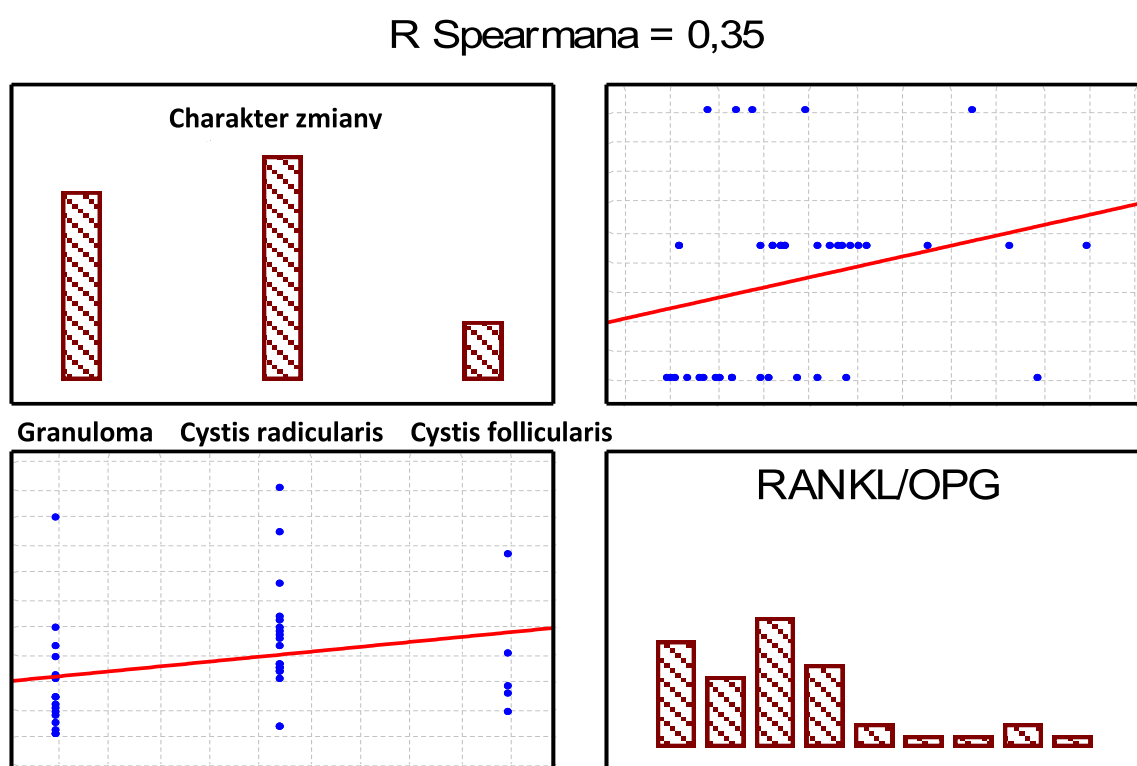 R Spearmana = 0,35
Charakter zmiany
Granuloma Cystis radicularis Cystis follicularis
RANKL/OPG